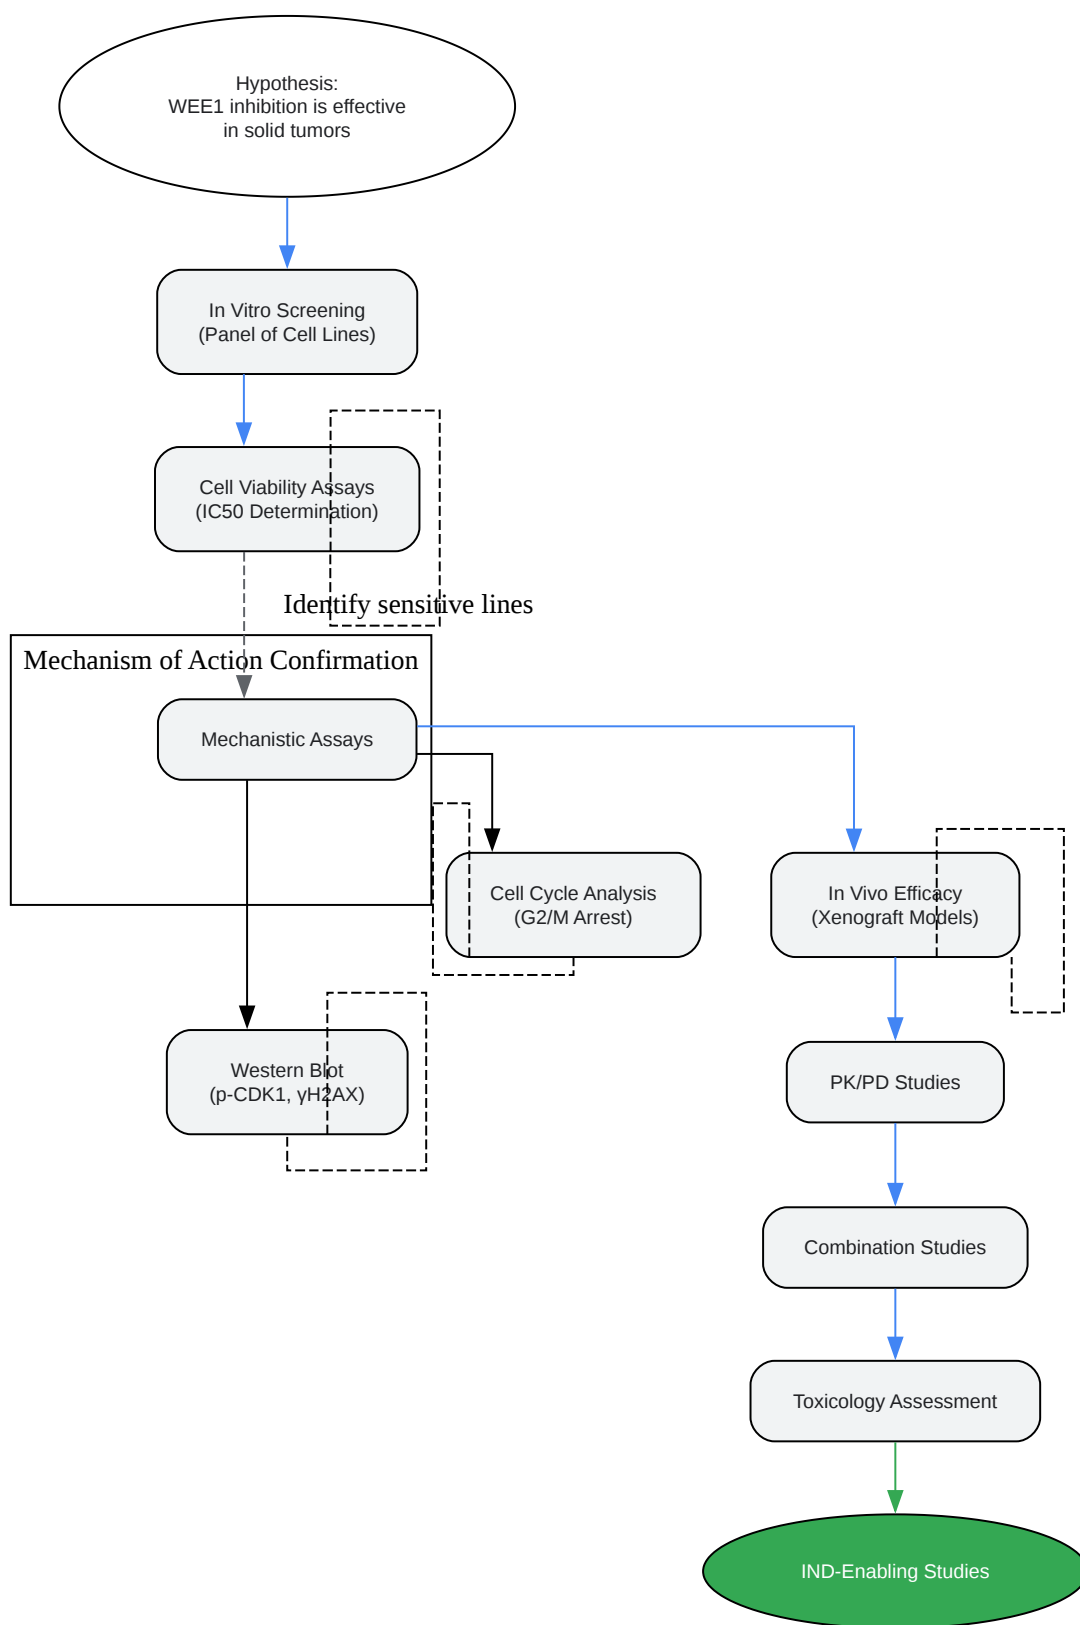 Hypothesis:
WEE1 inhibition is effective
in solid tumors
In Vitro Screening
(Panel of Cell Lines)
Cell Viability Assays
(IC50 Determination)
Identify sensitive lines
Mechanism of Action Confirmation
Mechanistic Assays
Cell Cycle Analysis
(G2/M Arrest)
In Vivo Efficacy
(Xenograft Models)
Western Blot
(p-CDK1, γH2AX)
PK/PD Studies
Combination Studies
Toxicology Assessment
IND-Enabling Studies